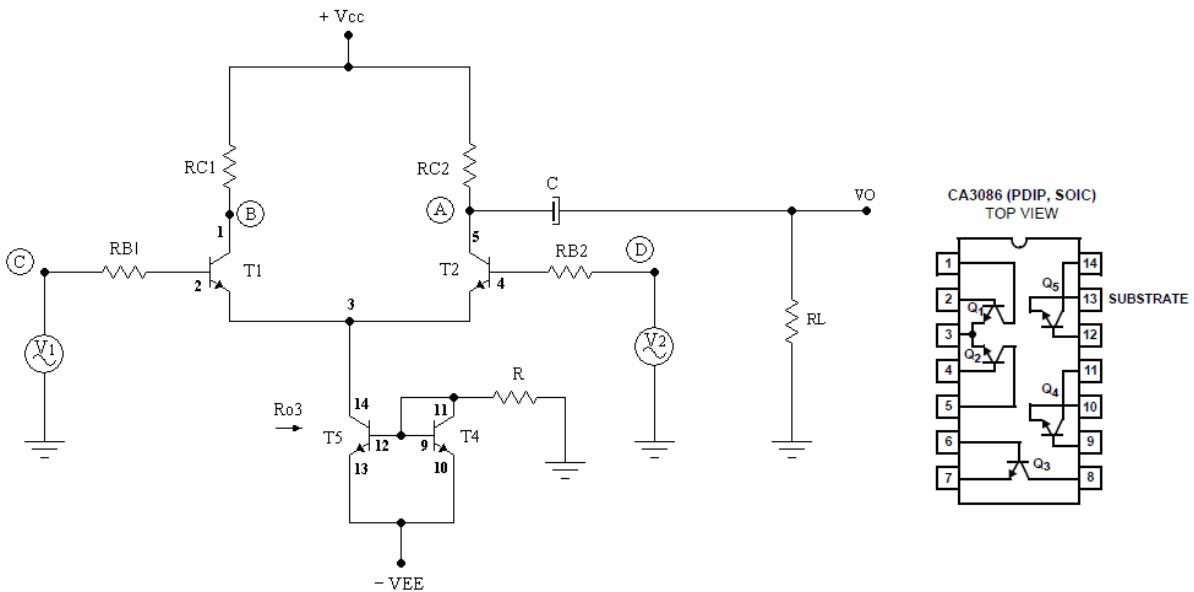 + Vcc
RC1
RC2
C
VO
B
A
1
5
RB1
RB2
C
D
T1
T2
2
4
3
V1
V2
RL
R
Ro3
14
11
T5
T4
12
9
13
10
- VEE
CA3086 (PDIP, SOIC)
TOP VIEW
1
14
Q5
2
13
SUBSTRATE
Q1
3
12
Q2
4
11
Q4
5
10
6
9
Q3
7
8